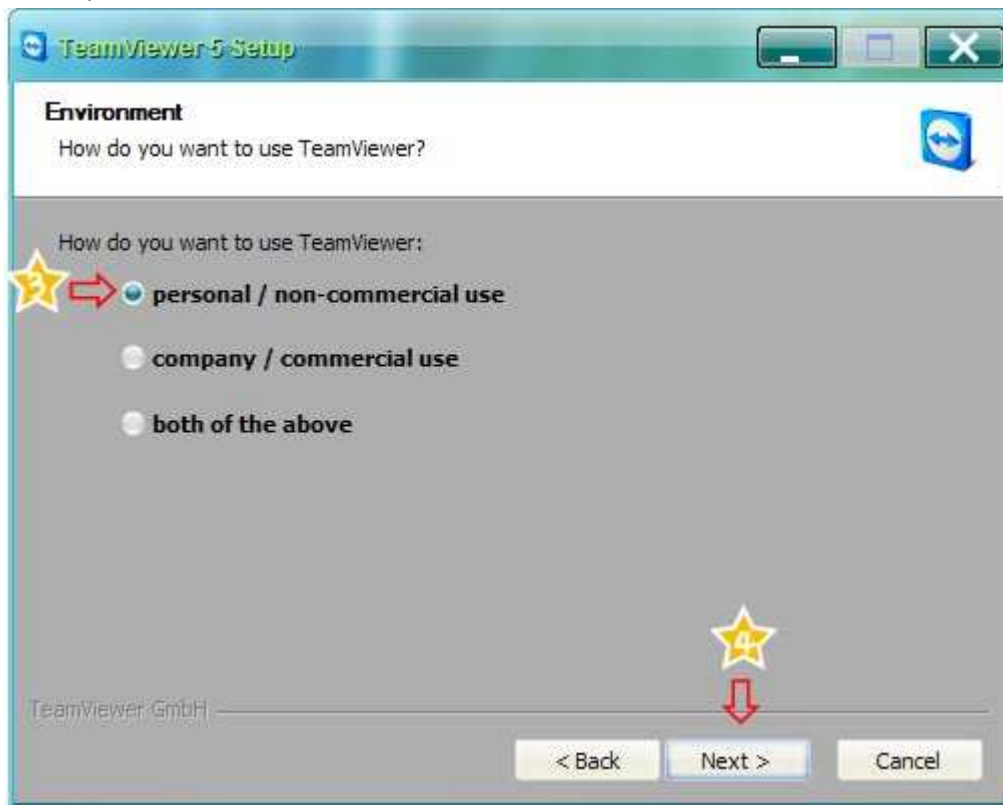 TeamViewer 5 Setup
Environment
How do you want to use TeamViewer?
How do you want to use TeamViewer:
3
personal / non-commercial use
company / commercial use
both of the above
4
TeamViewer GmbH
< Back Next > Cancel